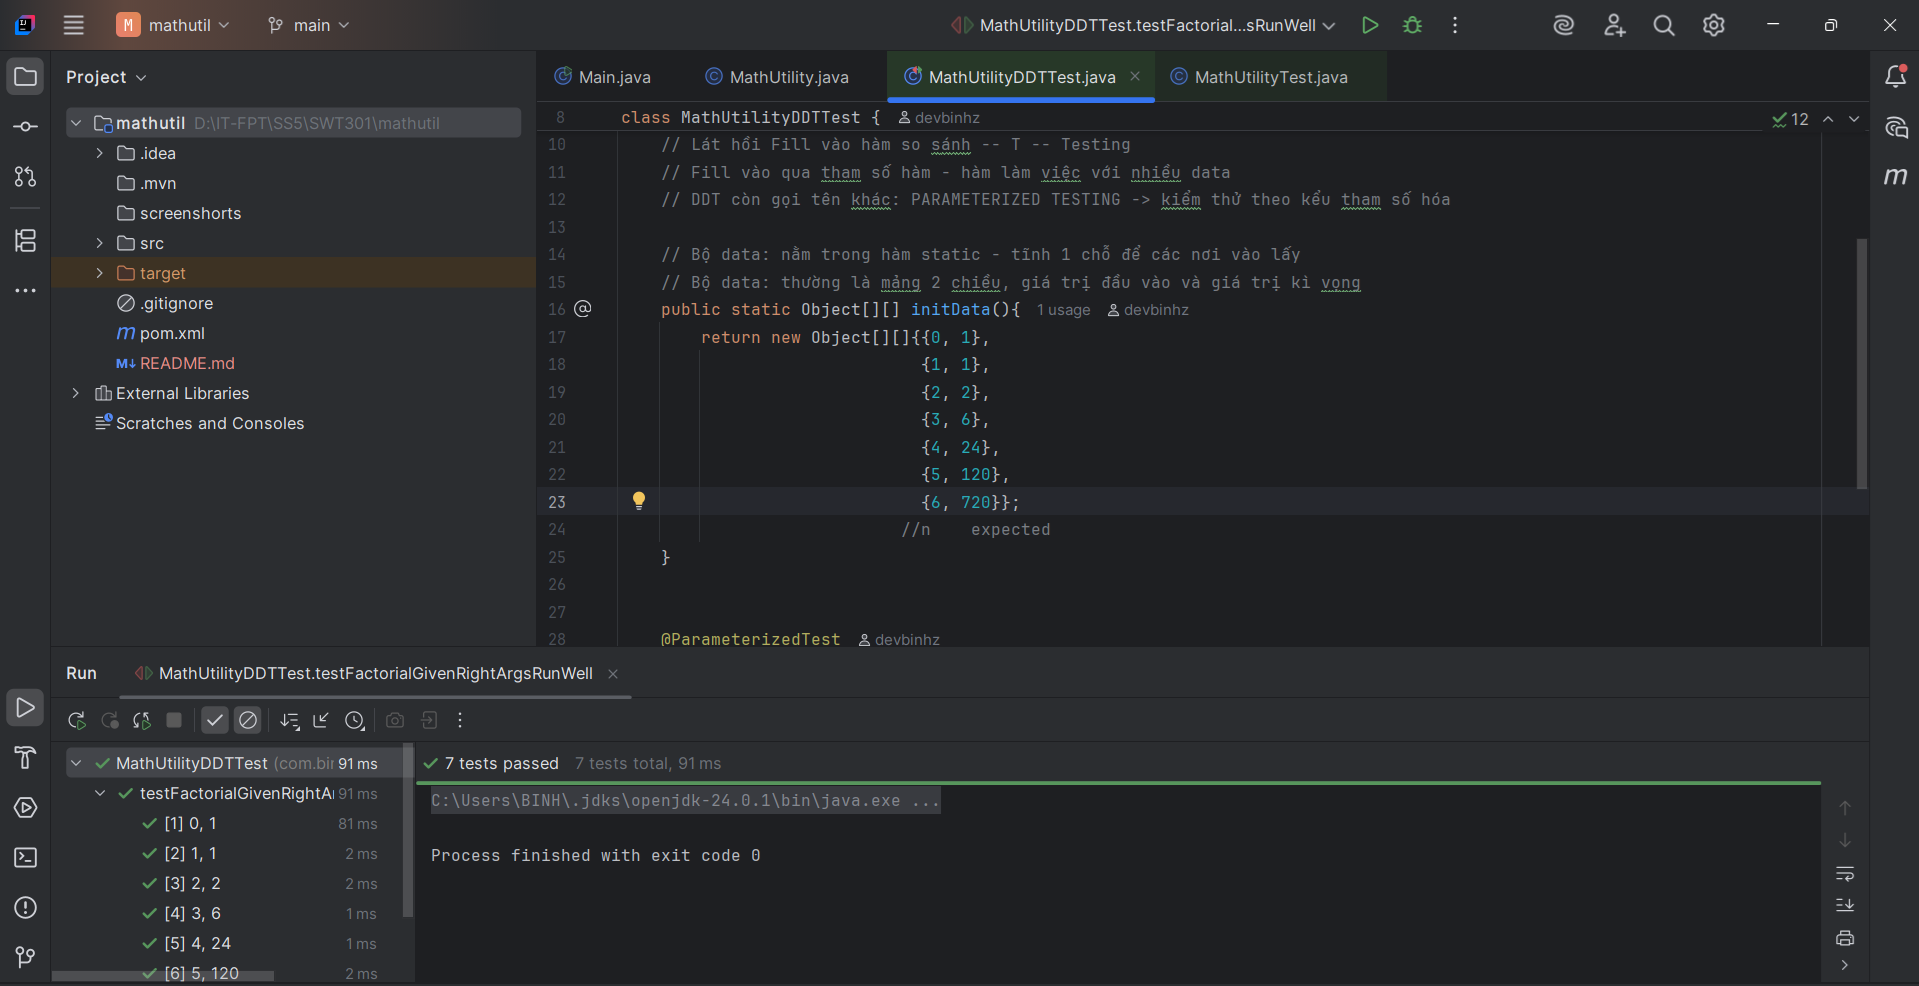 M mathutil main MathUtilityDDTTest.testFactorial...sRunWell
Project
Main.java MathUtility.java MathUtilityDDTTest.java MathUtilityTest.java
mathutil D:\IT-FPT\SS5\SWT301\mathutil
.idea
.mvn
screenshorts
src
target
.gitignore
m pom.xml
M↓ README.md
External Libraries
Scratches and Consoles
8 class MathUtilityDDTTest { devbinhz
12
10 // Lát hồi Fill vào hàm so sánh -- T -- Testing
11 // Fill vào qua tham số hàm - hàm làm việc với nhiều data
12 // DDT còn gọi tên khác: PARAMETERIZED TESTING -> kiểm thử theo kểu tham số hóa
13
14 // Bộ data: nằm trong hàm static - tĩnh 1 chỗ để các nơi vào lấy
15 // Bộ data: thường là mảng 2 chiều, giá trị đầu vào và giá trị kì vọng
16 public static Object[][] initData(){ 1 usage devbinhz
17 return new Object[][]{{0, 1},
18 {1, 1},
19 {2, 2},
20 {3, 6},
21 {4, 24},
22 {5, 120},
23 {6, 720}};
24 //n expected
25 }
26
27
28 @ParameterizedTest devbinhz
Run MathUtilityDDTTest.testFactorialGivenRightArgsRunWell
MathUtilityDDTTest (com.bin 91 ms
testFactorialGivenRightAr 91 ms
[1] 0, 1 81 ms
[2] 1, 1 2 ms
[3] 2, 2 2 ms
[4] 3, 6 1 ms
[5] 4, 24 1 ms
[6] 5, 120 2 ms
7 tests passed 7 tests total, 91 ms
C:\Users\BINH\.jdks\openjdk-24.0.1\bin\java.exe ...
Process finished with exit code 0
m